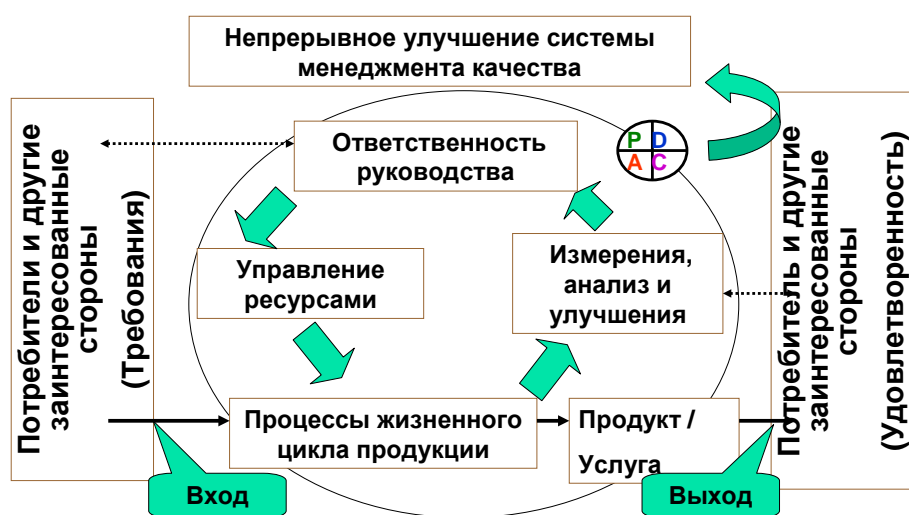 Непрерывное улучшение системы
менеджмента качества
Потребители и другие
заинтересованные
стороны
(Требования)
Ответственность
руководства
P D
A C
Управление
ресурсами
Измерения,
анализ и
улучшения
Процессы жизненного
цикла продукции
Продукт /
Услуга
Потребитель и другие
заинтересованные
стороны
(Удовлетворенность)
Вход
Выход